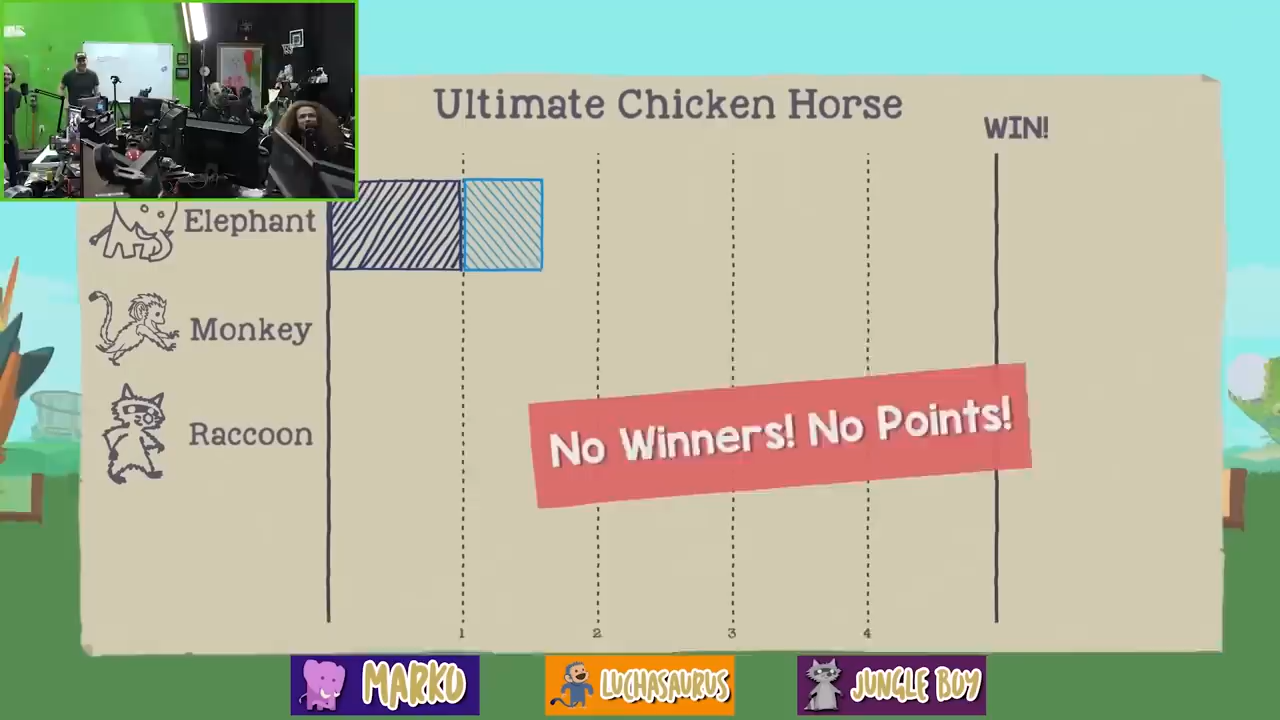 Ultimate Chicken Horse
WIN!
Elephant
Monkey
Raccoon
No Winners! No Points!
1 2 3 4
MARKO
LUCHASAURUS
JUNGLE BOY